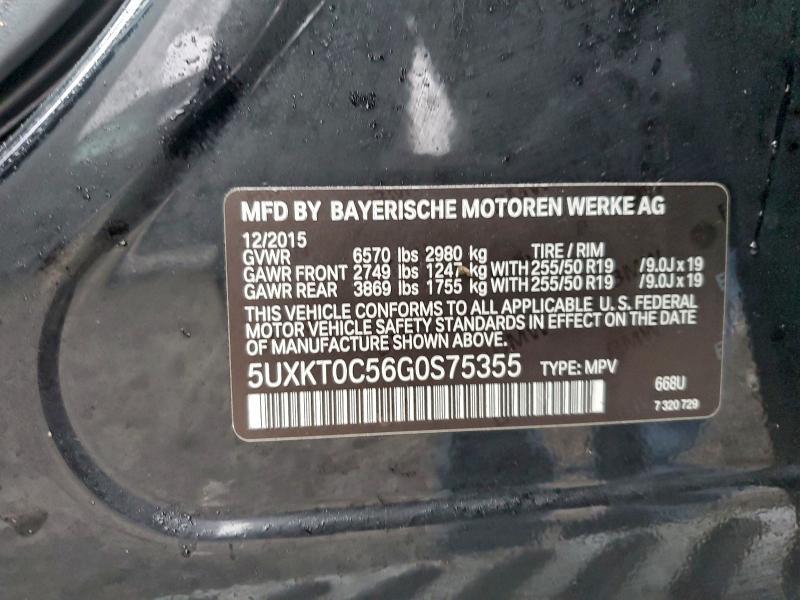 MFD BY BAYERISCHE MOTOREN WERKE AG
12/2015
GVWR 6570 lbs 2980 kg TIRE / RIM
GAWR FRONT 2749 lbs 1247 kg WITH 255/50 R19 /9.0J x 19
GAWR REAR 3869 lbs 1755 kg WITH 255/50 R19 /9.0J x 19
THIS VEHICLE CONFORMS TO ALL APPLICABLE U. S. FEDERAL
MOTOR VEHICLE SAFETY STANDARDS IN EFFECT ON THE DATE
OF MANUFACTURE SHOWN ABOVE.
5UXKT0C56G0S75355 TYPE: MPV
668U
7 320 729